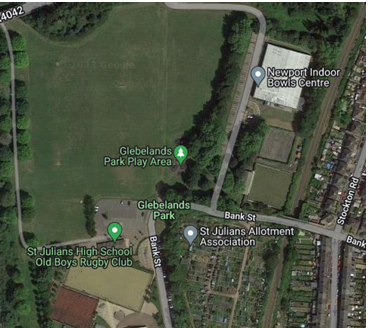 4042
Newport Indoor
Bowls Centre
Glebelands
Park Play Area
Glebelands
Park
Bank St
Stockton Rd
St Julians Allotment
Association
Bank
St Julians High School
Old Boys Rugby Club
Bank St